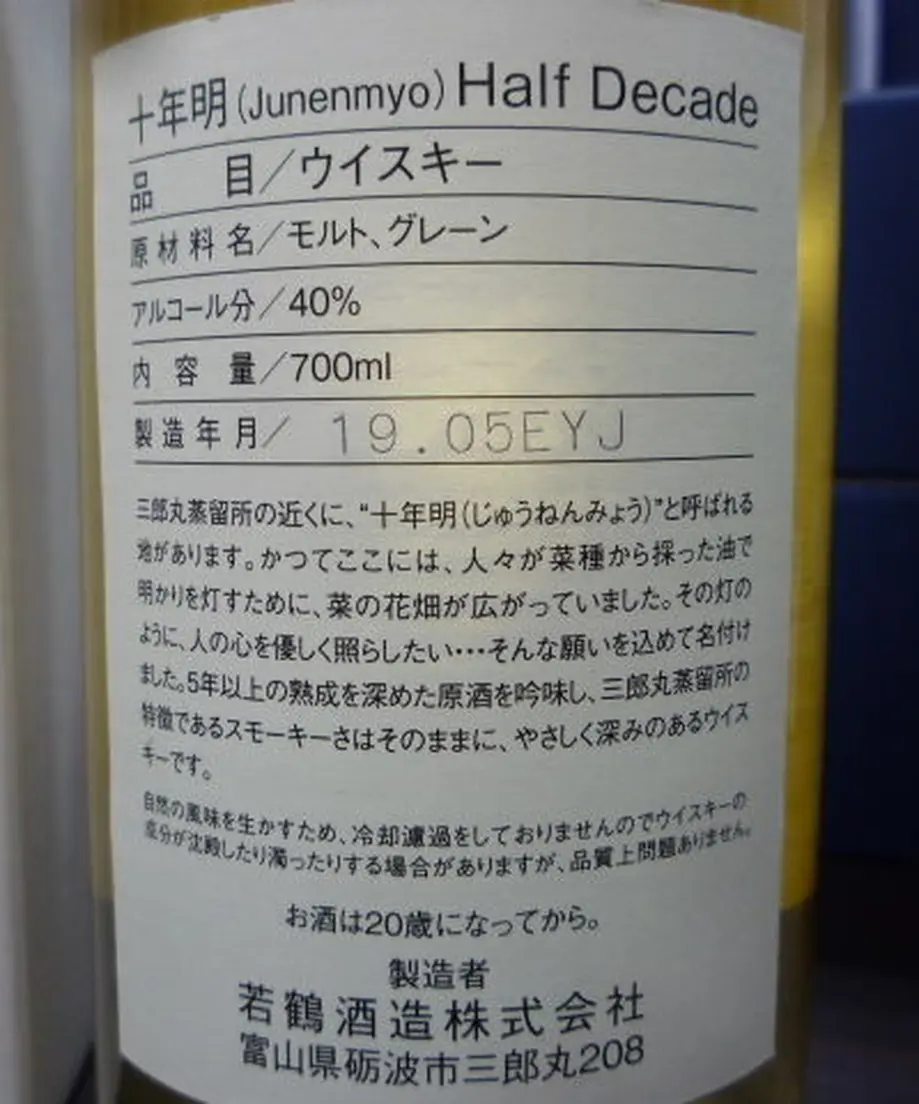 十年明(Junenmyo) Half Decade
品目/ウイスキー
原材料名/モルト、グレーン
アルコール分/40%
内容量/700ml
製造年月/ 19.05EYJ
三郎丸蒸留所の近くに、“十年明(じゅうねんみょう)”と呼ばれる
地があります。かつてここには、人々が菜種から採った油で
明かりを灯すために、菜の花畑が広がっていました。その灯の
ように、人の心を優しく照らしたい・・・そんな願いを込めて名付け
ました。5年以上の熟成を深めた原酒を吟味し、三郎丸蒸留所の
特徴であるスモーキーさはそのままに、やさしく深みのあるウイス
キーです。
自然の風味を生かすため、冷却濾過をしておりませんのでウイスキーの
成分が沈殿したり濁ったりする場合がありますが、品質上問題ありません。
お酒は20歳になってから。
製造者
若鶴酒造株式会社
富山県砺波市三郎丸208